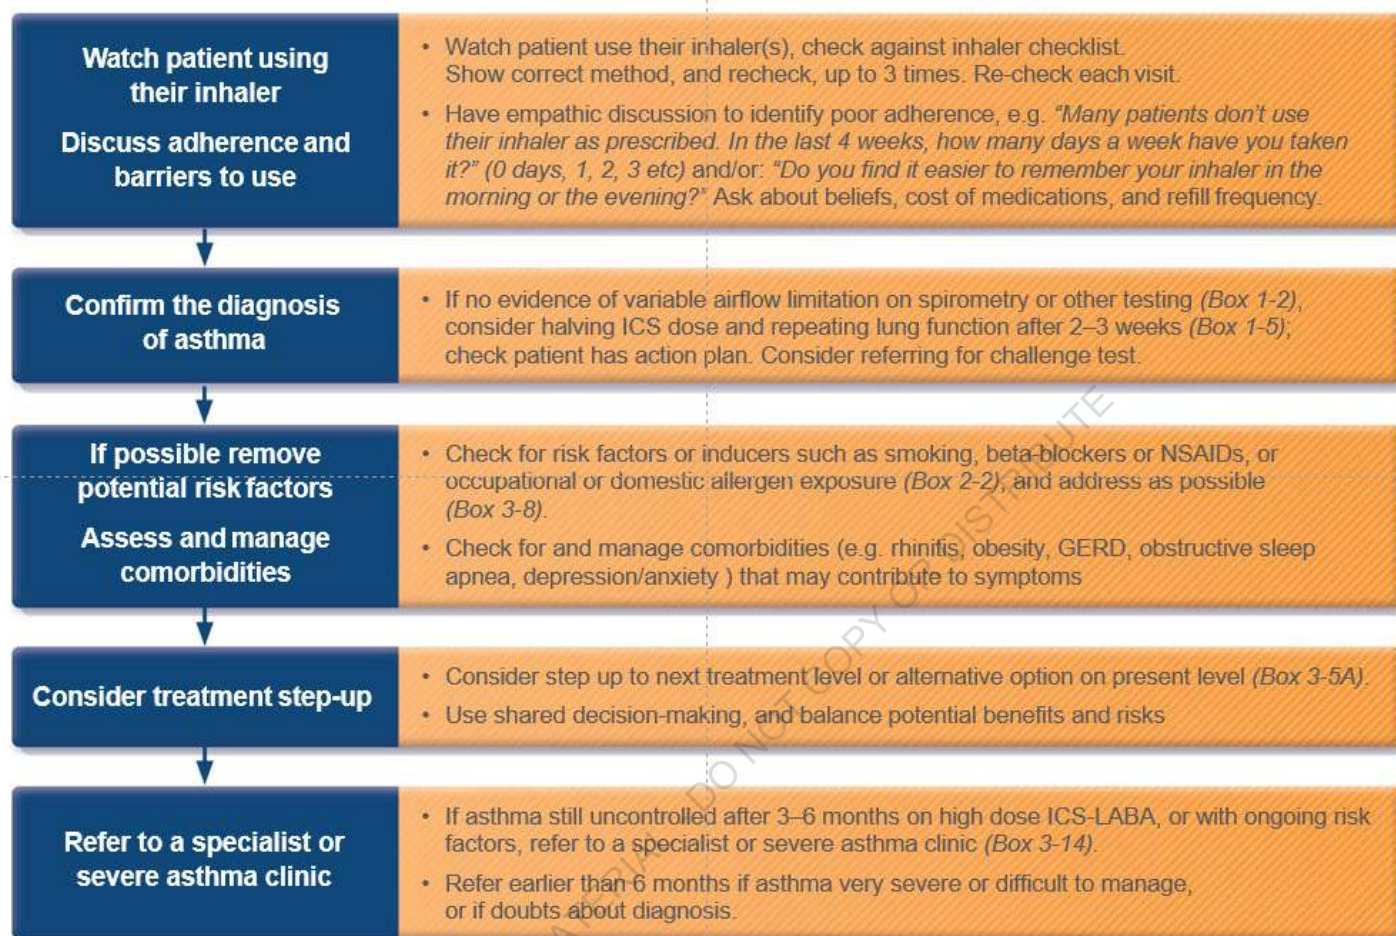 Watch patient using
their inhaler
Discuss adherence and
barriers to use
• Watch patient use their inhaler(s), check against inhaler checklist.
Show correct method, and recheck, up to 3 times. Re-check each visit.
• Have empathic discussion to identify poor adherence, e.g. “Many patients don’t use
their inhaler as prescribed. In the last 4 weeks, how many days a week have you taken
it?” (0 days, 1, 2, 3 etc) and/or: “Do you find it easier to remember your inhaler in the
morning or the evening?” Ask about beliefs, cost of medications, and refill frequency.
Confirm the diagnosis
of asthma
• If no evidence of variable airflow limitation on spirometry or other testing (Box 1-2),
consider halving ICS dose and repeating lung function after 2–3 weeks (Box 1-5);
check patient has action plan. Consider referring for challenge test.
If possible remove
potential risk factors
Assess and manage
comorbidities
• Check for risk factors or inducers such as smoking, beta-blockers or NSAIDs, or
occupational or domestic allergen exposure (Box 2-2), and address as possible
(Box 3-8).
• Check for and manage comorbidities (e.g. rhinitis, obesity, GERD, obstructive sleep
apnea, depression/anxiety ) that may contribute to symptoms
Consider treatment step-up
• Consider step up to next treatment level or alternative option on present level (Box 3-5A).
• Use shared decision-making, and balance potential benefits and risks
Refer to a specialist or
severe asthma clinic
• If asthma still uncontrolled after 3–6 months on high dose ICS-LABA, or with ongoing risk
factors, refer to a specialist or severe asthma clinic (Box 3-14).
• Refer earlier than 6 months if asthma very severe or difficult to manage,
or if doubts about diagnosis.
DO NOT COPY OR DISTRIBUTE